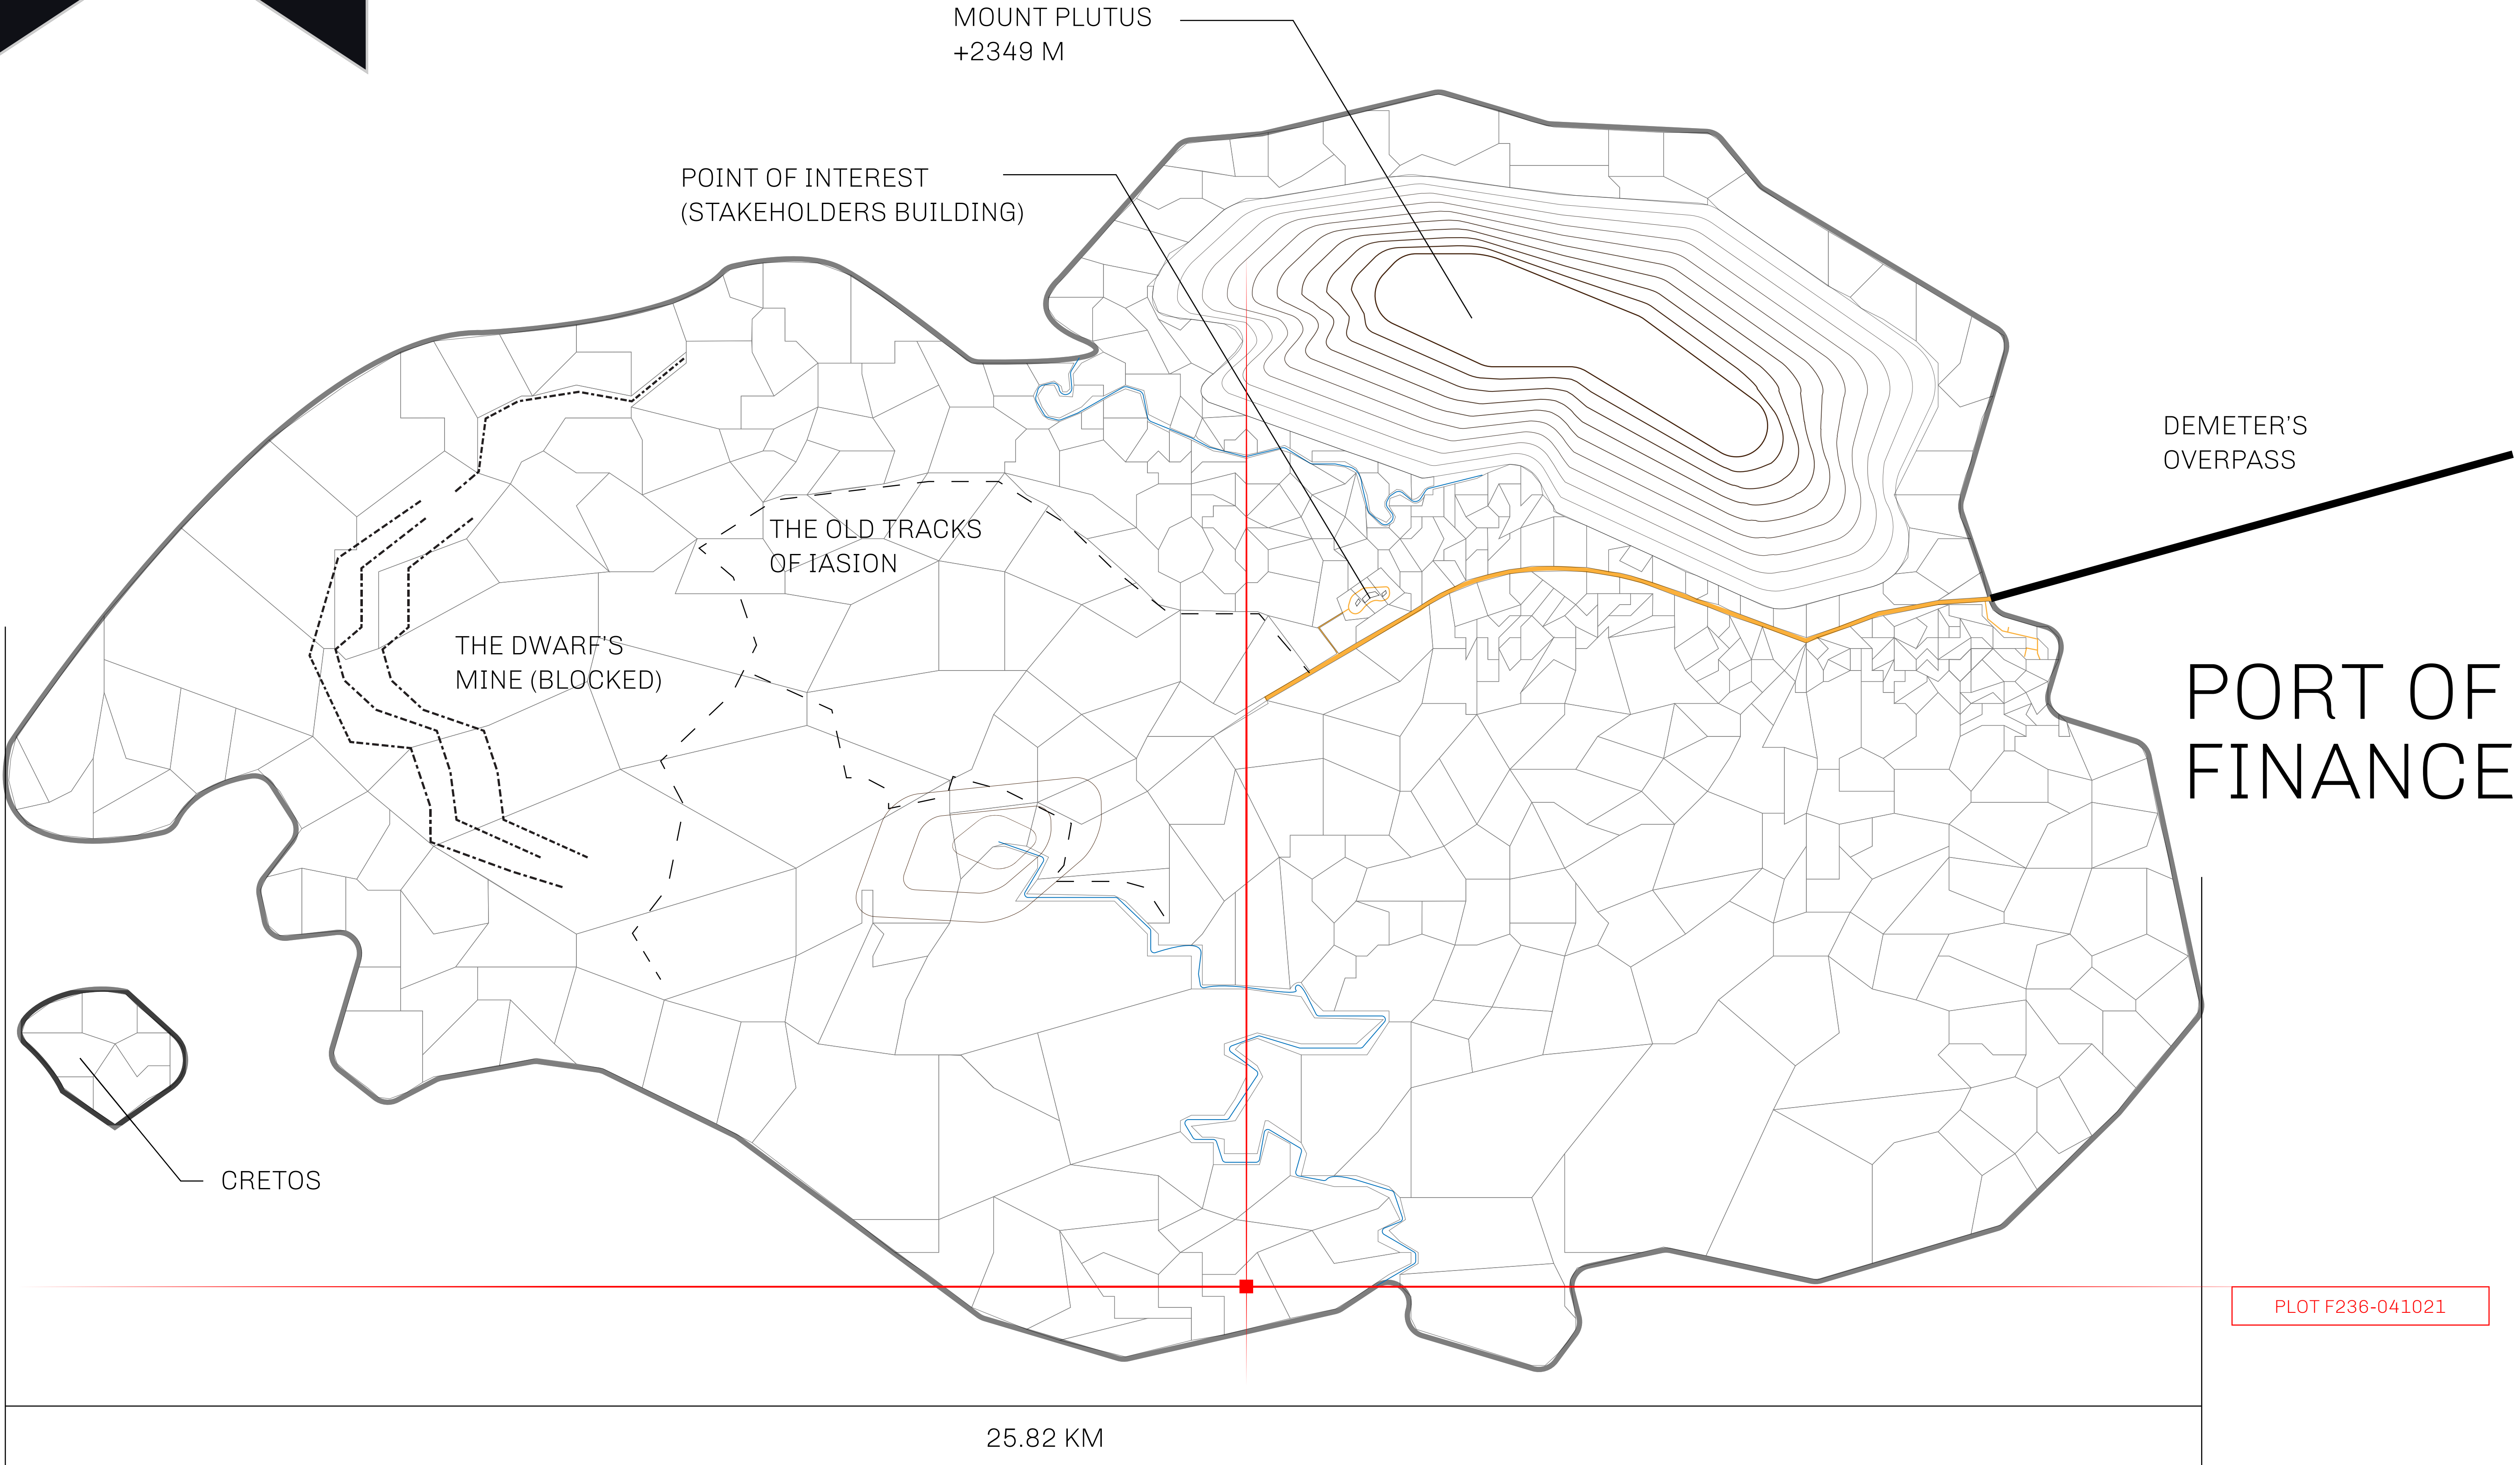 MOUNT PLUTUS
+2349 M
POINT OF INTEREST
(STAKEHOLDERS BUILDING)
DEMETER'S
OVERPASS
THE OLD TRACKS
OF IASION
THE DWARF'S
MINE (BLOCKED)
PORT OF
FINANCE
CRETOS
PLOT F236-041021
25.82 KM